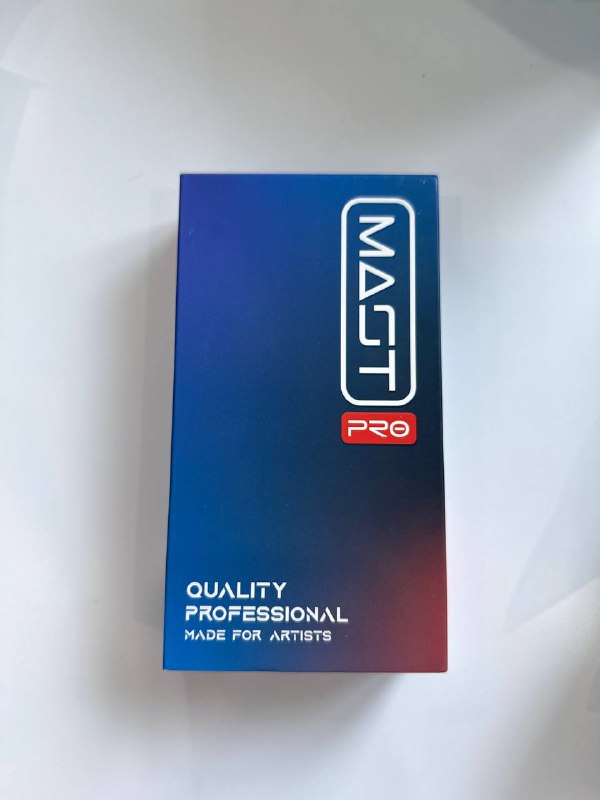 MAST
PRO
QUALITY
PROFESSIONAL
MADE FOR ARTISTS